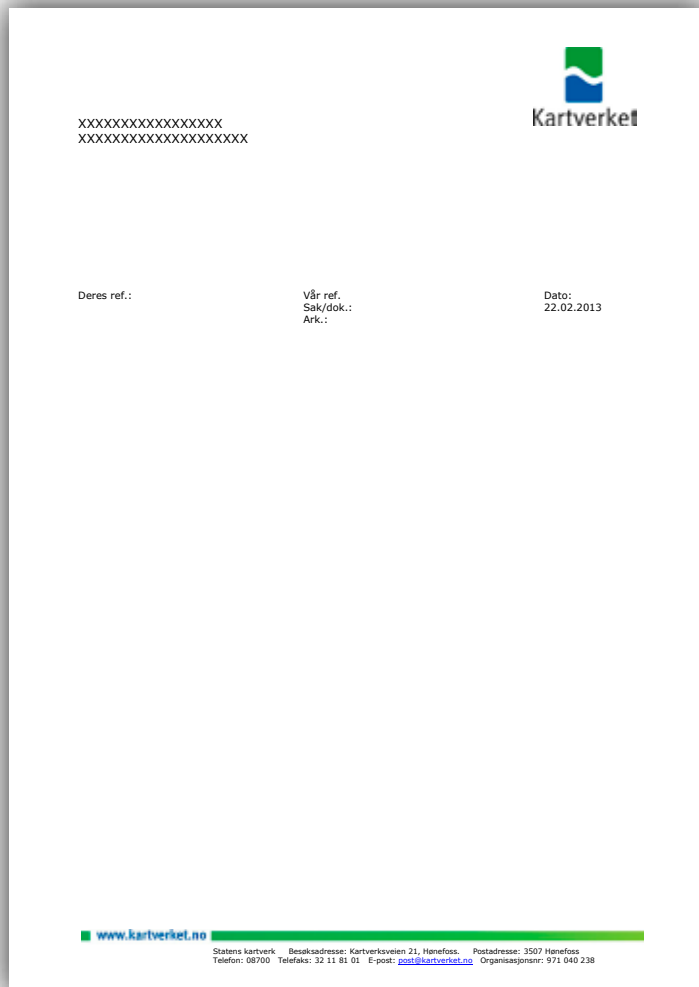 Kartverket
XXXXXXXXXXXXXXXXX
XXXXXXXXXXXXXXXXXXXX
Deres ref.:
Vår ref.
Sak/dok.:
Ark.:
Dato:
22.02.2013
www.kartverket.no
Statens kartverk Besøksadresse: Kartverksveien 21, Hønefoss. Postadresse: 3507 Hønefoss
Telefon: 08700 Telefaks: 32 11 81 01 E-post: post@kartverket.no Organisasjonsnr: 971 040 238